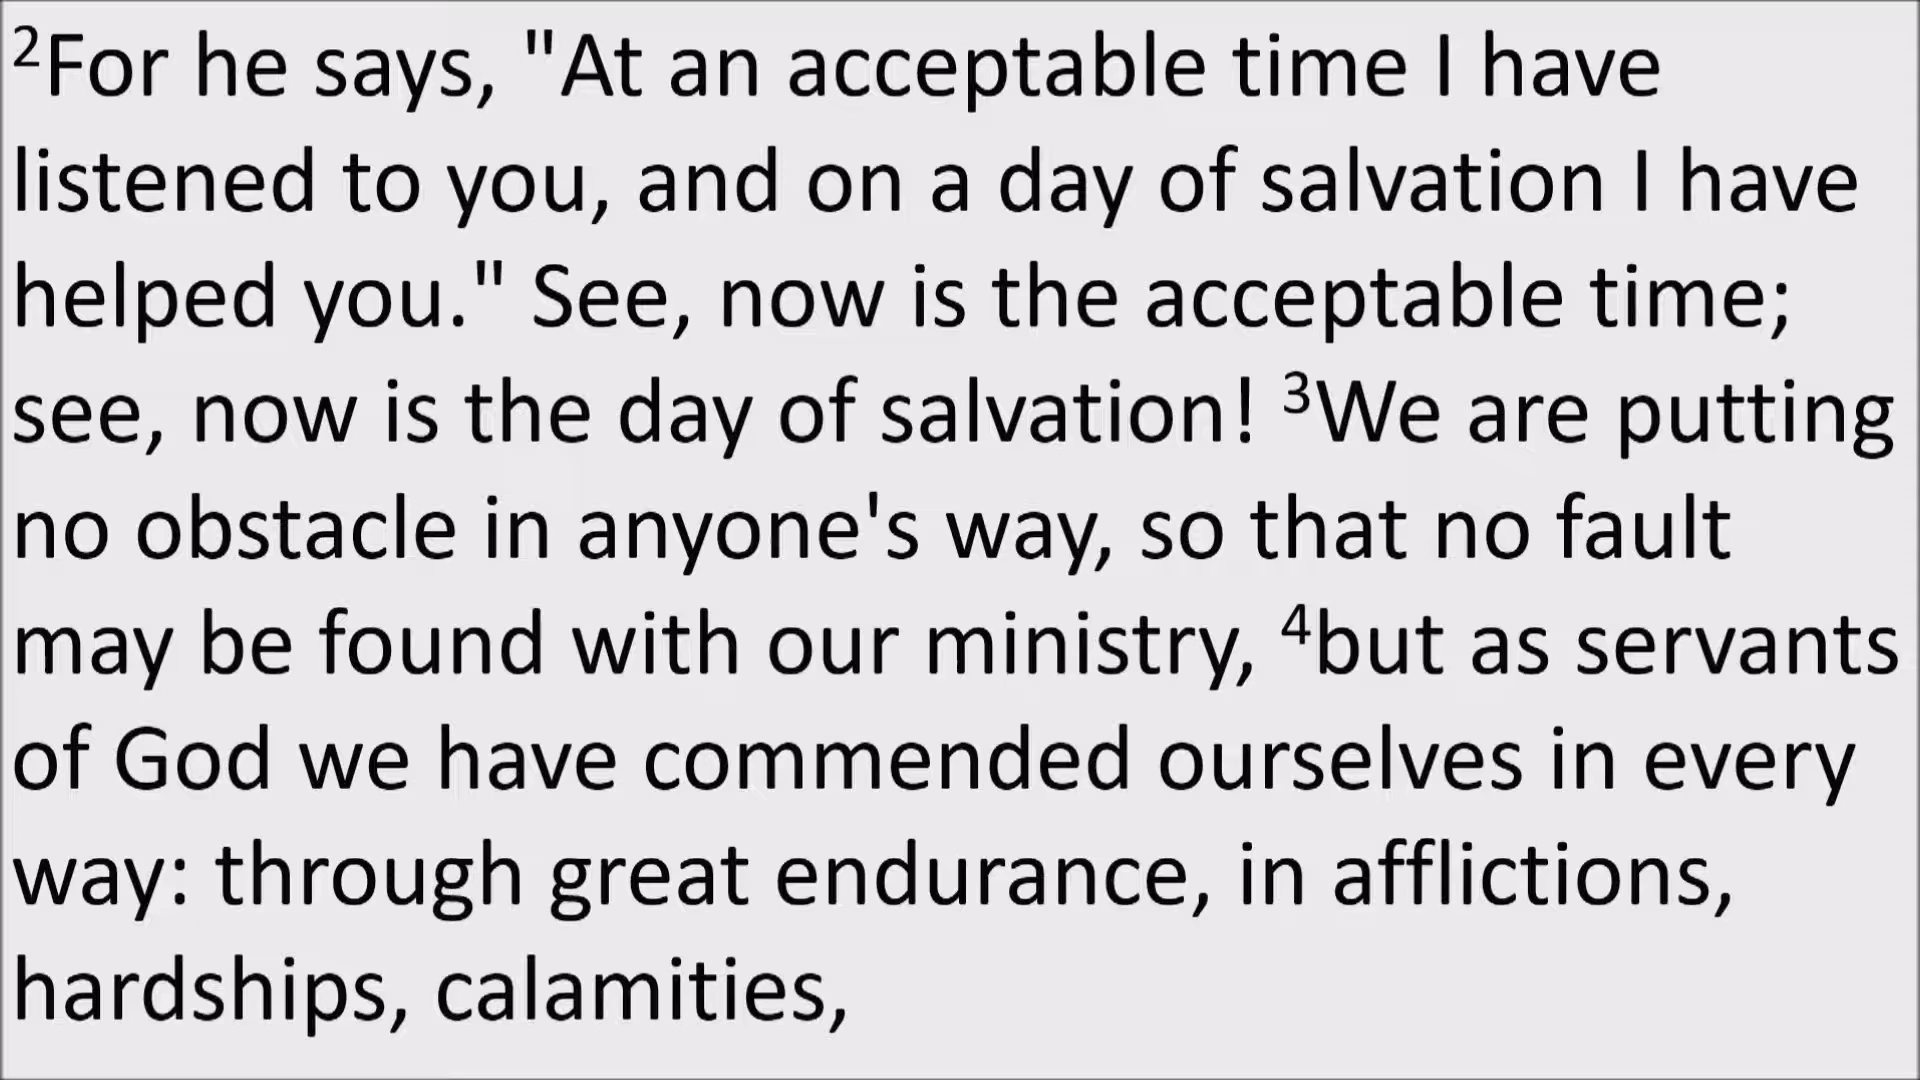 ²For he says, "At an acceptable time I have
listened to you, and on a day of salvation I have
helped you." See, now is the acceptable time;
see, now is the day of salvation! ³We are putting
no obstacle in anyone's way, so that no fault
may be found with our ministry, ⁴but as servants
of God we have commended ourselves in every
way: through great endurance, in afflictions,
hardships, calamities,